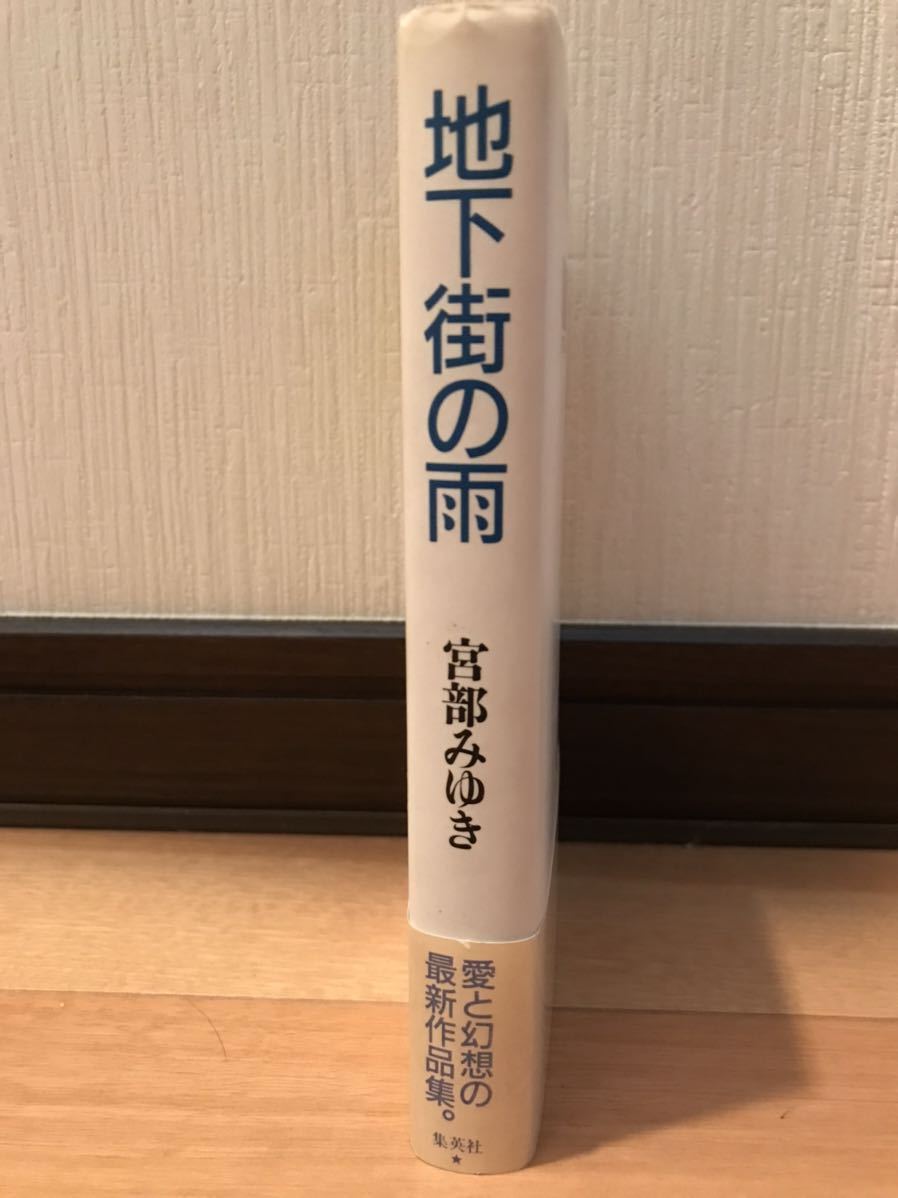 地下街の雨
宮部みゆき
愛と幻想の
最新作品集。
集英社
★